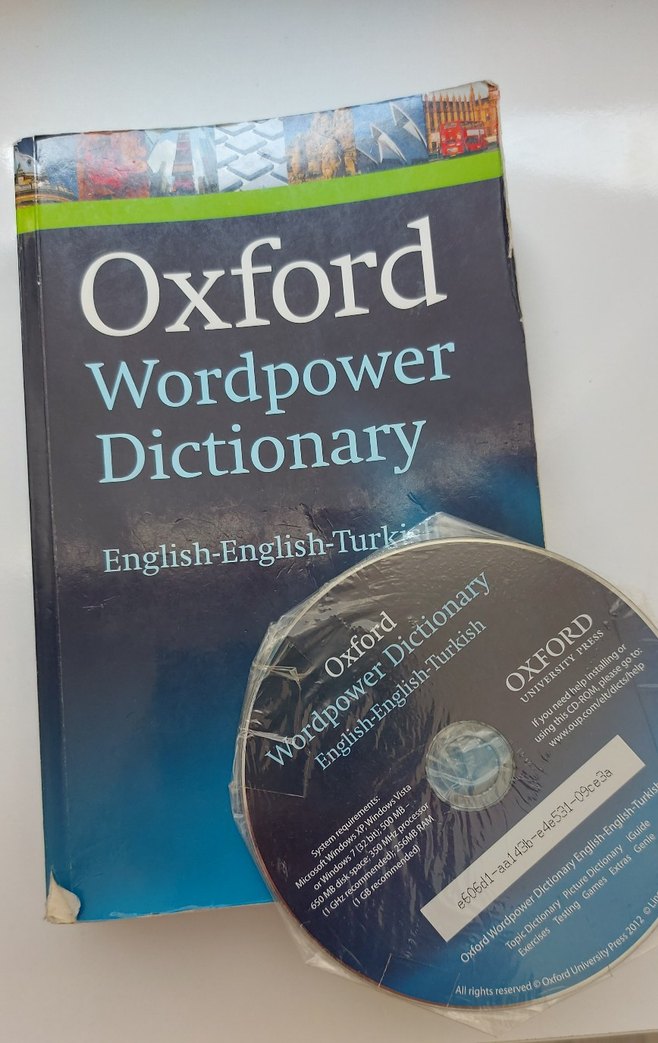 Oxford
Wordpower
Dictionary
English-English-Turkish
Oxford
Wordpower Dictionary
English-English-Turkish
OXFORD
UNIVERSITY PRESS
If you need help installing or
using this CD-ROM, please go to:
www.oup.com/elt/dicts/help
System requirements:
Microsoft Windows XP, Windows Vista
or Windows 7 (32 bit); 500 MB –
650 MB disk space; 350 MHz processor
(1 GHz recommended); 256MB RAM
(1 GB recommended)
e606d1-aa143b-e4e531-09ce3a
Oxford Wordpower Dictionary English-English-Turkish
Topic Dictionary Picture Dictionary iGuide
Exercises Testing Games Extras Genie
All rights reserved © Oxford University Press 2012 ©